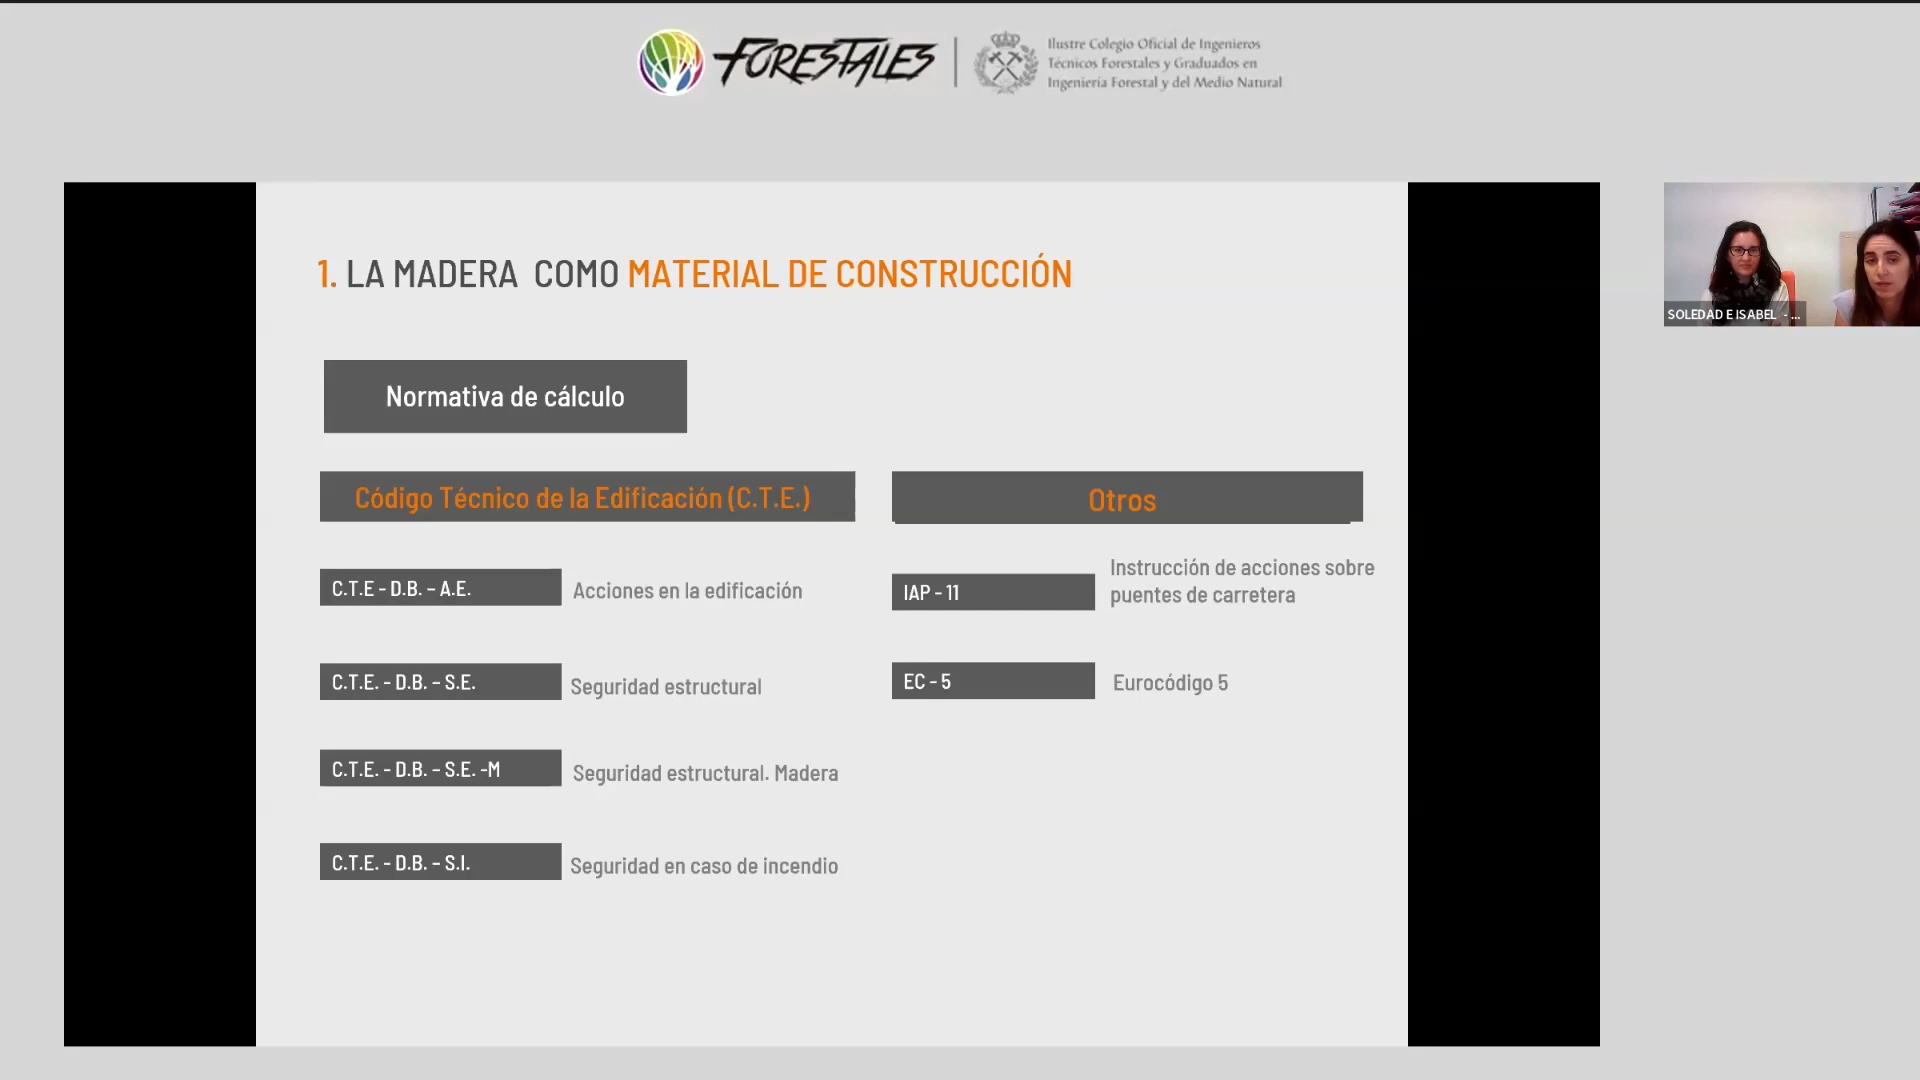 FORESTALES
Ilustre Colegio Oficial de Ingenieros
Técnicos Forestales y Graduados en
Ingeniería Forestal y del Medio Natural
1. LA MADERA COMO MATERIAL DE CONSTRUCCIÓN
Normativa de cálculo
Código Técnico de la Edificación (C.T.E.)
C.T.E - D.B. – A.E. Acciones en la edificación
C.T.E. - D.B. – S.E. Seguridad estructural
C.T.E. - D.B. – S.E. -M Seguridad estructural. Madera
C.T.E. - D.B. – S.I. Seguridad en caso de incendio
Otros
IAP - 11 Instrucción de acciones sobre
puentes de carretera
EC – 5 Eurocódigo 5
SOLEDAD E ISABEL - ...